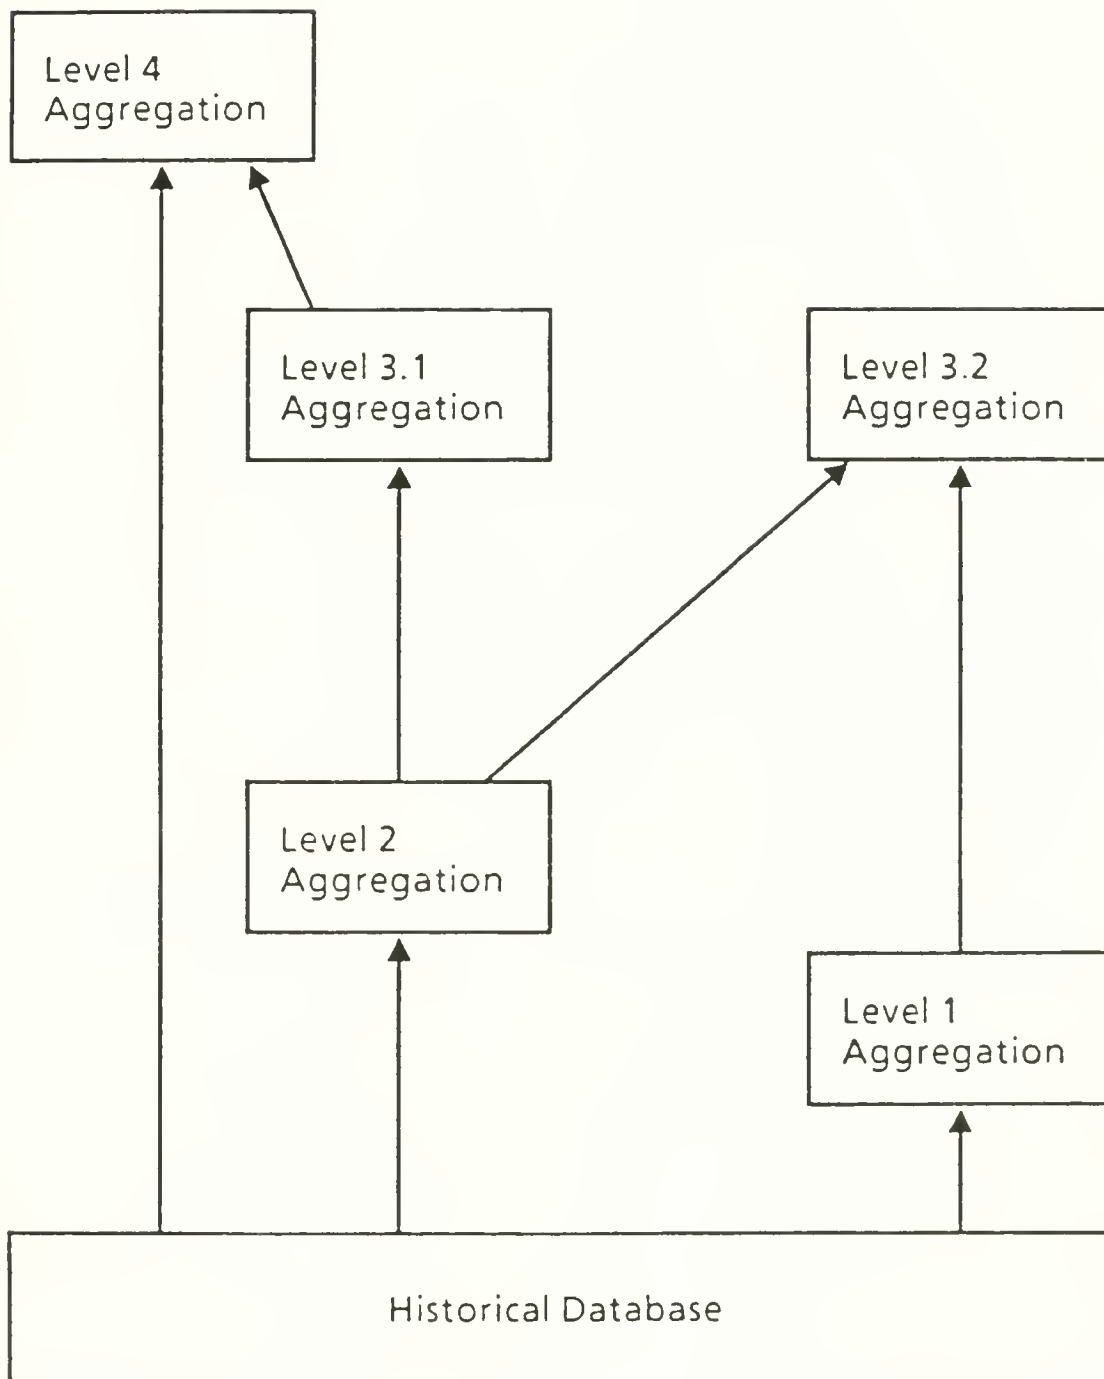 Level 4
Aggregation
Level 3.1
Aggregation
Level 3.2
Aggregation
Level 2
Aggregation
Level 1
Aggregation
Historical Database